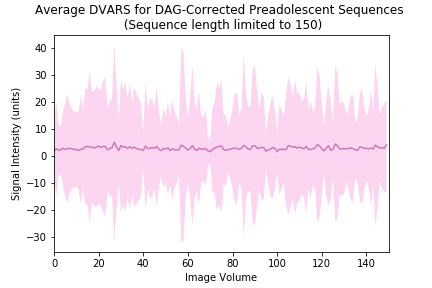 Average DVARS for DAG-Corrected Preadolescent Sequences
(Sequence length limited to 150)
Signal Intensity (units)
40
30
20
10
0
−10
−20
−30
0 20 40 60 80 100 120 140
Image Volume